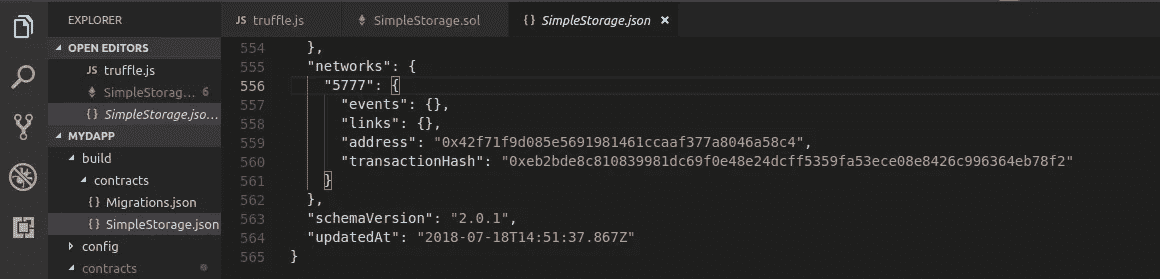 EXPLORER
OPEN EDITORS
JS truffle.js
SimpleStorag... 6
{ } SimpleStorage.jso...
MYDAPP
build
contracts
{ } Migrations.json
{ } SimpleStorage.json
config
contracts
JS truffle.js
SimpleStorage.sol
{ } SimpleStorage.json ×
554 },
555 "networks": {
556 "5777": {
557 "events": {},
558 "links": {},
559 "address": "0x42f71f9d085e5691981461ccaaf377a8046a58c4",
560 "transactionHash": "0xeb2bde8c810839981dc69f0e48e24dcff5359fa53ece08e8426c996364eb78f2"
561 }
562 },
563 "schemaVersion": "2.0.1",
564 "updatedAt": "2018-07-18T14:51:37.867Z"
565 }